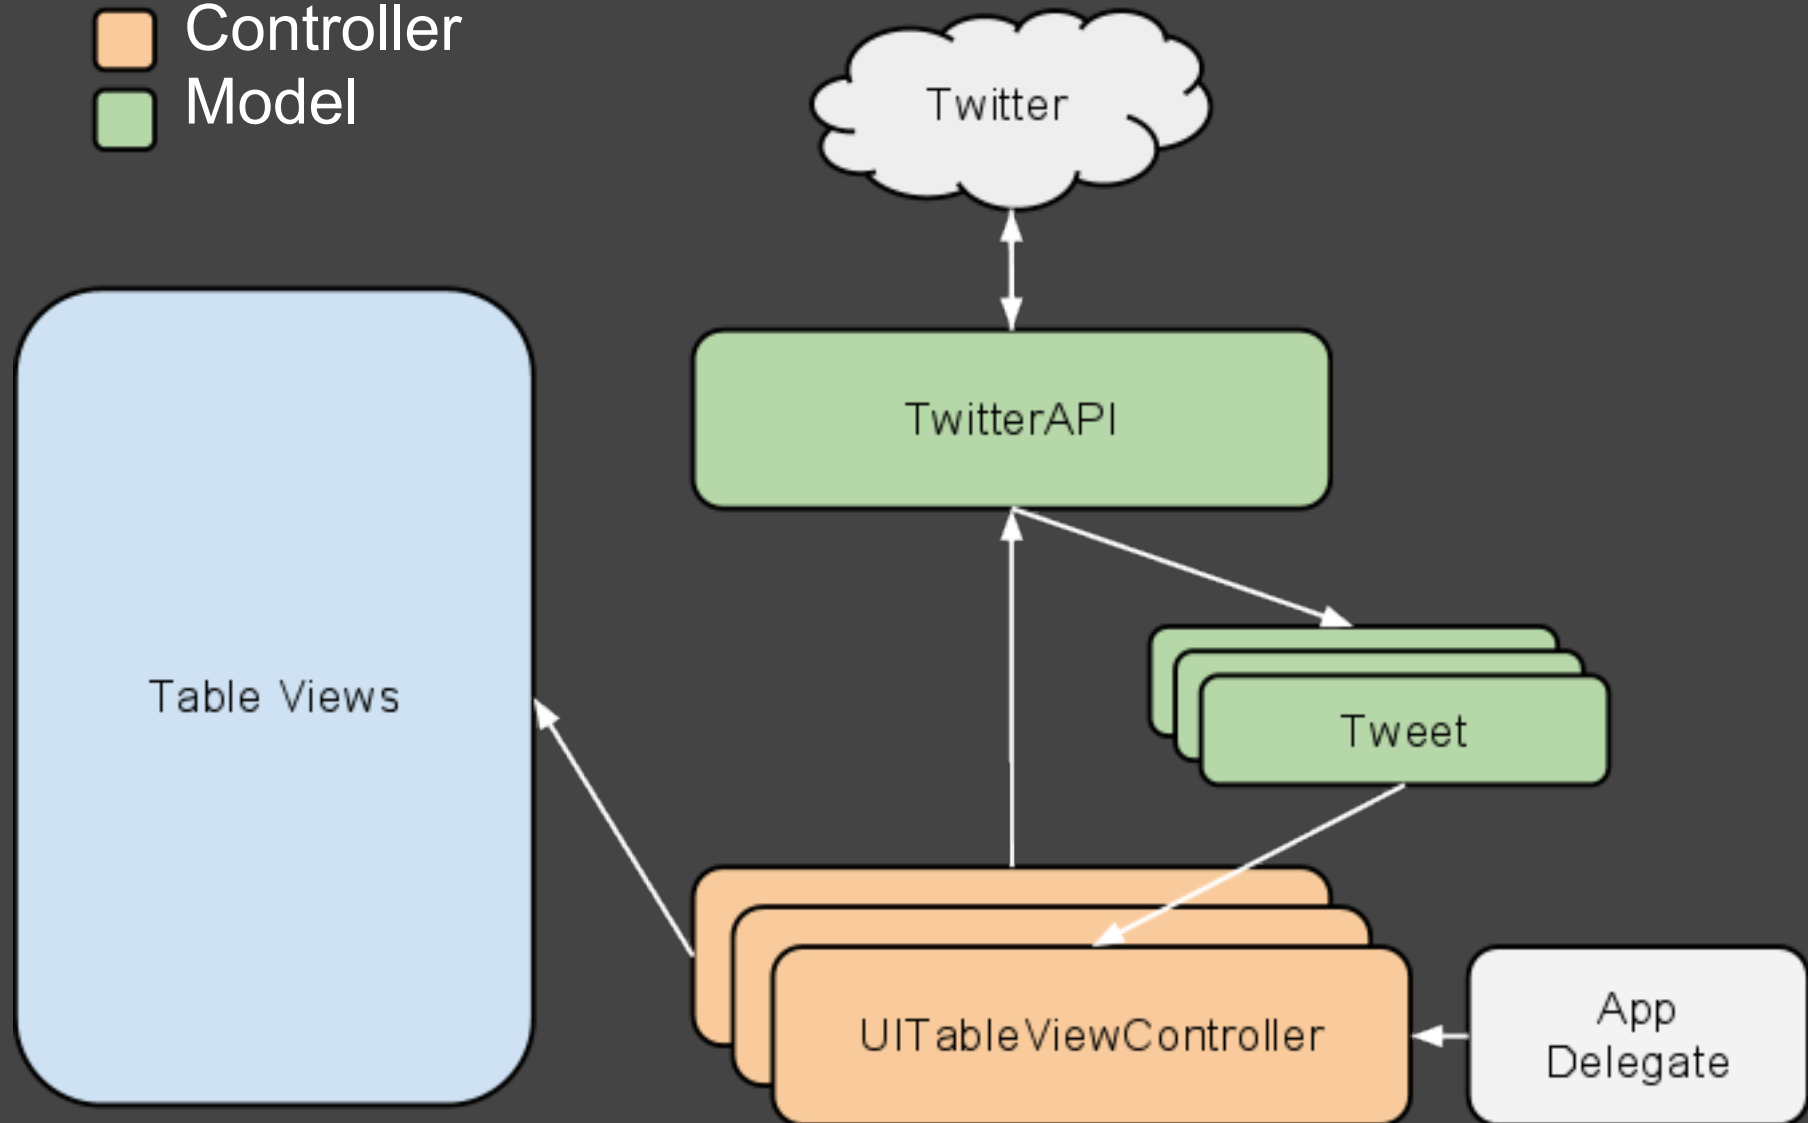 Controller
Model
Twitter
TwitterAPI
Table Views
Tweet
UITableViewController
App
Delegate